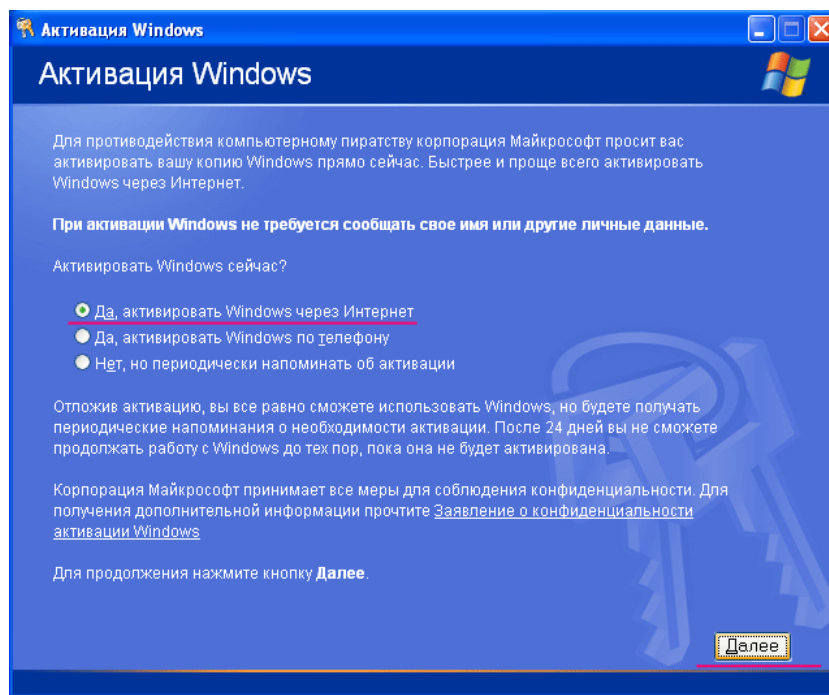 Активация Windows
Активация Windows
Для противодействия компьютерному пиратству корпорация Майкрософт просит вас
активировать вашу копию Windows прямо сейчас. Быстрее и проще всего активировать
Windows через Интернет.
При активации Windows не требуется сообщать свое имя или другие личные данные.
Активировать Windows сейчас?
Да, активировать Windows через Интернет
Да, активировать Windows по телефону
Нет, но периодически напоминать об активации
Отложив активацию, вы все равно сможете использовать Windows, но будете получать
периодические напоминания о необходимости активации. После 24 дней вы не сможете
продолжать работу с Windows до тех пор, пока она не будет активирована.
Корпорация Майкрософт принимает все меры для соблюдения конфиденциальности. Для
получения дополнительной информации прочтите Заявление о конфиденциальности
активации Windows
Для продолжения нажмите кнопку Далее.
Далее